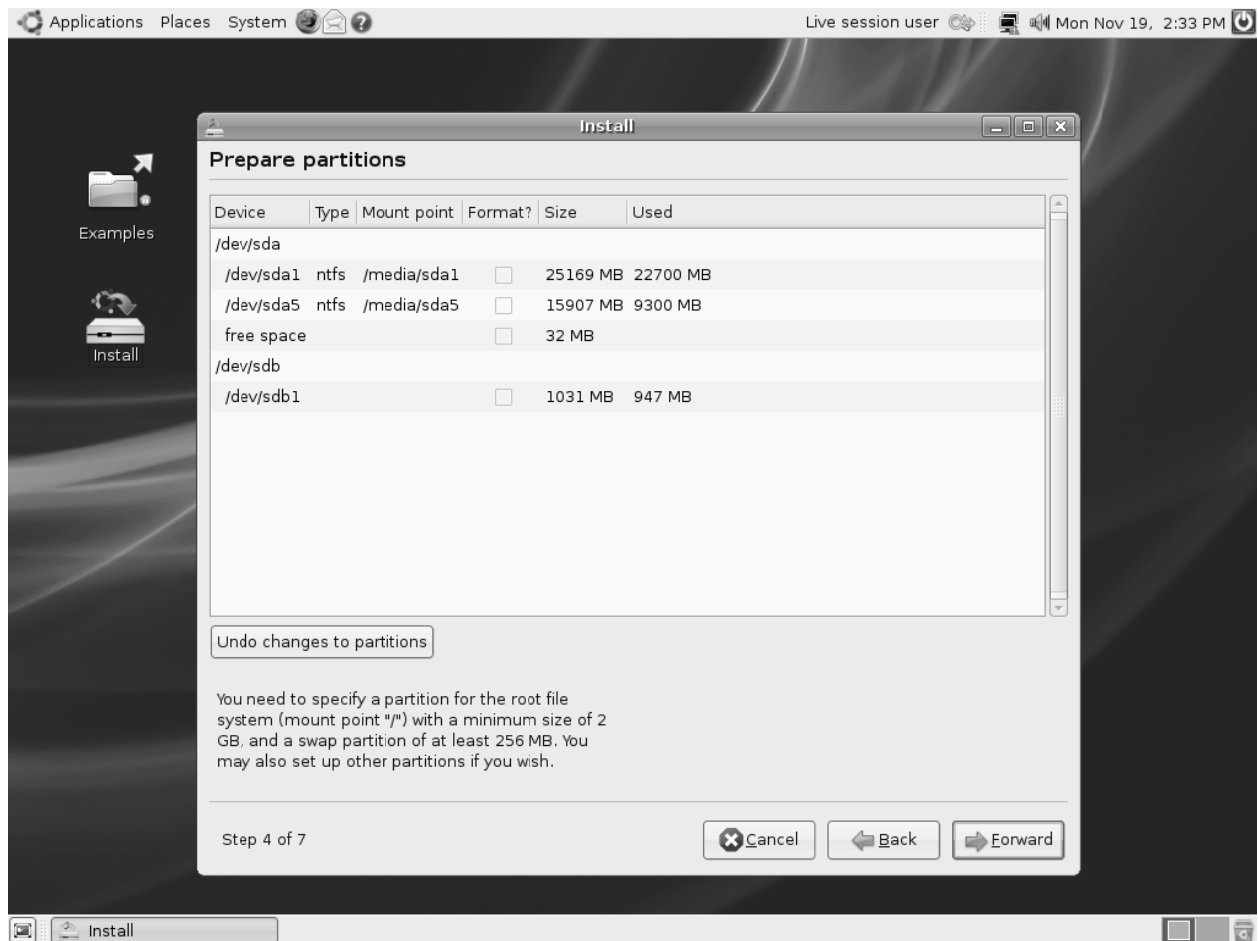 Applications Places System Live session user Mon Nov 19, 2:33 PM
Install
Prepare partitions
Device Type Mount point Format? Size Used
/dev/sda
/dev/sda1 ntfs /media/sda1 25169 MB 22700 MB
/dev/sda5 ntfs /media/sda5 15907 MB 9300 MB
free space 32 MB
/dev/sdb
/dev/sdb1 1031 MB 947 MB
Examples
Install
Undo changes to partitions
You need to specify a partition for the root file
system (mount point "/") with a minimum size of 2
GB, and a swap partition of at least 256 MB. You
may also set up other partitions if you wish.
Step 4 of 7 Cancel Back Forward
Install